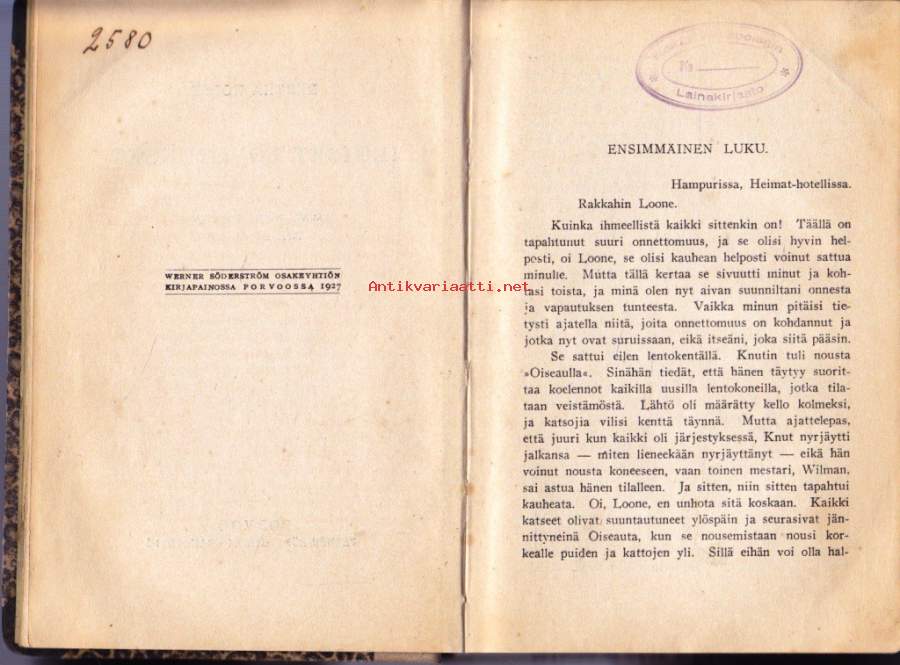 2580
WERNER SÖDERSTRÖM OSAKEYHTIÖN
KIRJAPAINOSSA PORVOOSSA 1927
Antikvariaatti.net
No
Lainakirjasto
ENSIMMÄINEN LUKU.
Hampurissa, Heimat-hotellissa.
Rakkahin Loone.
Kuinka ihmeellistä kaikki sittenkin on! Täällä on
tapahtunut suuri onnettomuus, ja se olisi hyvin hel-
posti, oi Loone, se olisi kauhean helposti voinut sattua
minulle. Mutta tällä kertaa se sivuutti minut ja koh-
tasi toista, ja minä olen nyt aivan suunniltani onnesta
ja vapautuksen tunteesta. Vaikka minun pitäisi tie-
tysti ajatella niitä, joita onnettomuus on kohdannut ja
jotka nyt ovat suruissaan, eikä itseäni, joka siitä pääsin.
Se sattui eilen lentokentällä. Knutin tuli nousta
»Oiseaulla«. Sinähän tiedät, että hänen täytyy suorit-
taa koelennot kaikilla uusilla lentokoneilla, jotka tila-
taan veistämöstä. Lähtö oli määrätty kello kolmeksi,
ja katsojia vilisi kenttä täynnä. Mutta ajattelepas,
että juuri kun kaikki oli järjestyksessä, Knut nyrjäytti
jalkansa — miten lieneekään nyrjäyttänyt — eikä hän
voinut nousta koneeseen, vaan toinen mestari, Wilman,
sai astua hänen tilalleen. Ja sitten, niin sitten tapahtui
kauheata. Oi, Loone, en unhota sitä koskaan. Kaikki
katseet olivat suuntautuneet ylöspäin ja seurasivat jän-
nittyneinä Oiseauta, kun se nousemistaan nousi kor-
kealle puiden ja kattojen yli. Sillä eihän voi olla hal-